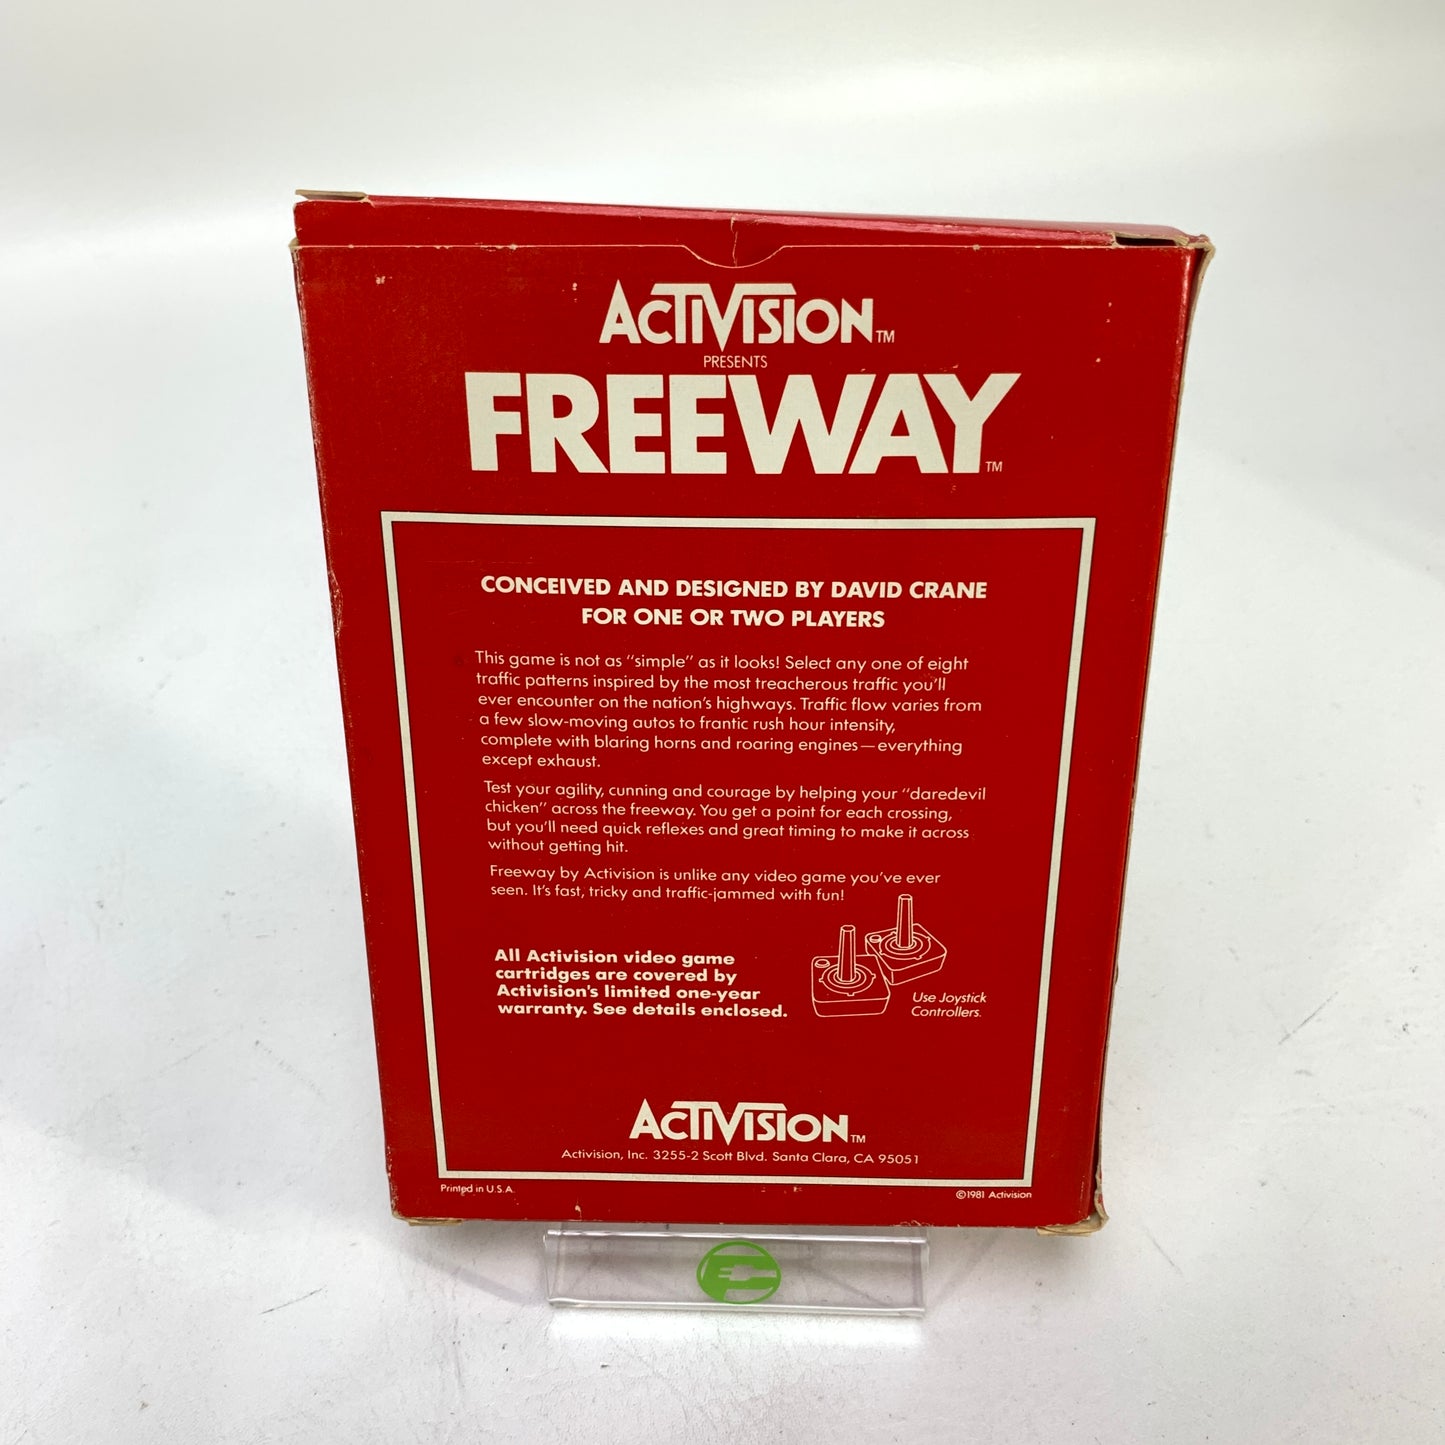 ACTIVISION™
PRESENTS
FREEWAY™
CONCEIVED AND DESIGNED BY DAVID CRANE
FOR ONE OR TWO PLAYERS
This game is not as "simple" as it looks! Select any one of eight
traffic patterns inspired by the most treacherous traffic you'll
ever encounter on the nation's highways. Traffic flow varies from
a few slow-moving autos to frantic rush hour intensity,
complete with blaring horns and roaring engines—everything
except exhaust.
Test your agility, cunning and courage by helping your "daredevil
chicken" across the freeway. You get a point for each crossing,
but you'll need quick reflexes and great timing to make it across
without getting hit.
Freeway by Activision is unlike any video game you've ever
seen. It's fast, tricky and traffic-jammed with fun!
All Activision video game
cartridges are covered by
Activision's limited one-year
warranty. See details enclosed.
Use Joystick
Controllers.
ACTIVISION™
Activision, Inc. 3255-2 Scott Blvd. Santa Clara, CA 95051
Printed in U.S.A.
©1981 Activision